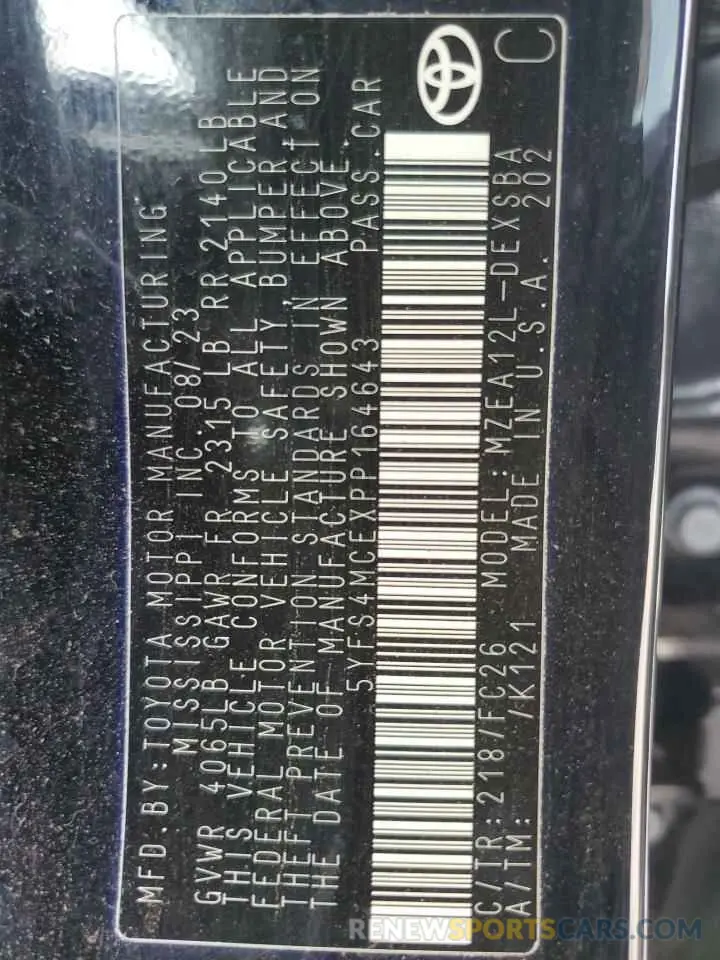 MFD.BY:TOYOTA MOTOR MANUFACTURING
MISSISSIPPI INC 08/23
GVWR 4065LB GAWR FR 2315 LB RR 2140 LB
THIS VEHICLE CONFORMS TO ALL APPLICABLE
FEDERAL MOTOR VEHICLE SAFETY, BUMPER, AND
THEFT PREVENTION STANDARDS IN EFFECT ON
THE DATE OF MANUFACTURE SHOWN ABOVE.
5YFS4MCEXPP164643 PASS.CAR
C/TR:218/FC26 MODEL:MZEA12L-DEXSBA
A/TM: /K121 MADE IN U.S.A. 202
C
RENEWSPORTSCARS.COM